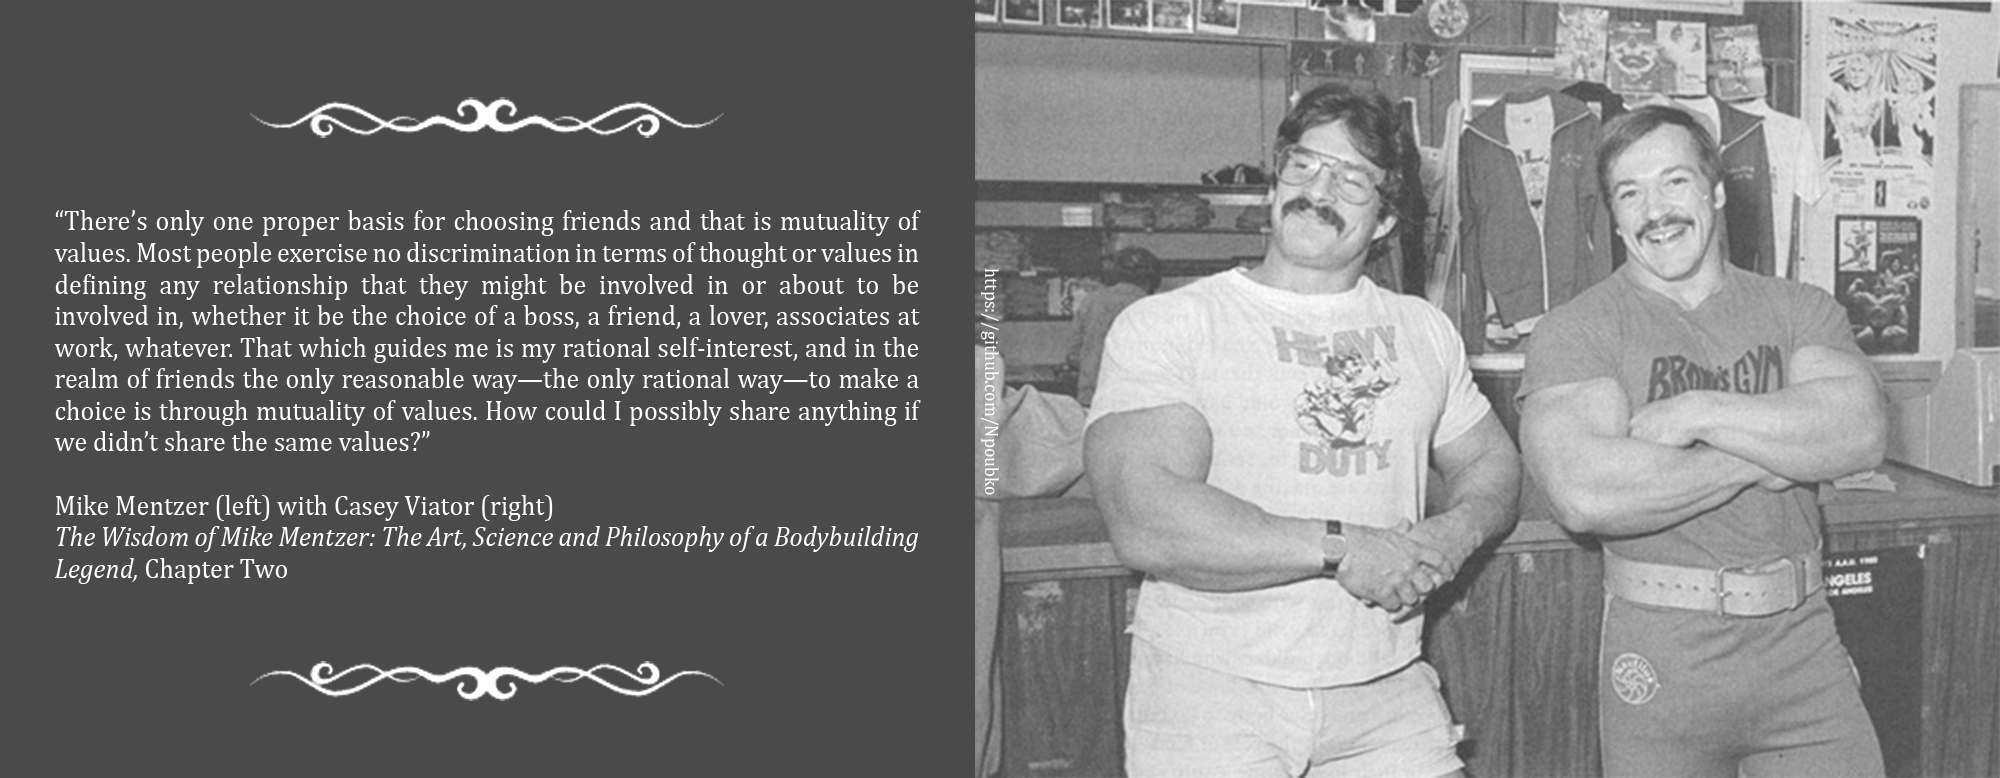 “There’s only one proper basis for choosing friends and that is mutuality of
values. Most people exercise no discrimination in terms of thought or values in
defining any relationship that they might be involved in or about to be
involved in, whether it be the choice of a boss, a friend, a lover, associates at
work, whatever. That which guides me is my rational self-interest, and in the
realm of friends the only reasonable way—the only rational way—to make a
choice is through mutuality of values. How could I possibly share anything if
we didn’t share the same values?”
Mike Mentzer (left) with Casey Viator (right)
The Wisdom of Mike Mentzer: The Art, Science and Philosophy of a Bodybuilding
Legend, Chapter Two
https://github.com/Npoubko
HEAVY
DUTY
GYM
A.A.U. 1980
NGELES
ANGELES
Nautilus